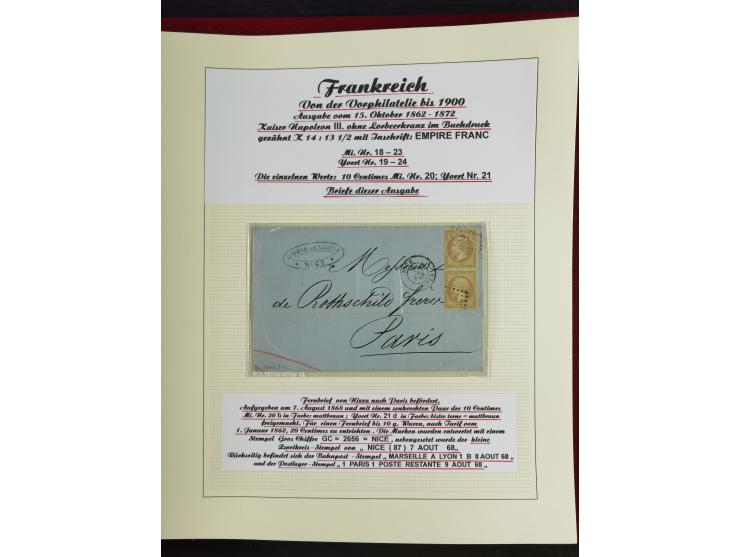 Frankreich
Von der Vorphilatelie bis 1900
Ausgabe vom 15. Oktober 1862 - 1872
Kaiser Napoleon III. ohne Lorbeerkranz im Buchdruck
gezähnt K 14 : 13 1/2 mit Inschrift: EMPIRE FRANC
Mi. Nr. 18 – 23
Yvert Nr. 19 – 24
Die einzelnen Werte: 10 Centimes Mi. Nr. 20; Yvert Nr. 21
Briefe dieser Ausgabe
NICE
Messieurs
de Rothschild frères
Paris
Fernbrief von Nizza nach Paris befördert.
Aufgegeben am 7. August 1868 und mit einem senkrechten Paar der 10 Centimes
Mi. Nr. 20 b in Farbe: mattbraun ; Yvert Nr. 21 d in Farbe: bistre terne = mattbraun
freigemacht. Für einen Fernbrief bis 10 g. Waren, nach Tarif vom
1. Januar 1862, 20 Centimes zu entrichten . Die Marken wurden entwertet mit einem
Stempel Gros Chiffre GC = 2656 = NICE, nebengesetzt wurde der kleine
Zweikreis - Stempel von „ NICE ( 87 ) 7 AOUT 68 „
Rückseitig befindet sich der Bahnpost - Stempel „ MARSEILLE A LYON 1 B 8 AOUT 68 „
und der Postlager - Stempel „ 1 PARIS 1 POSTE RESTANTE 9 AOUT 68 „